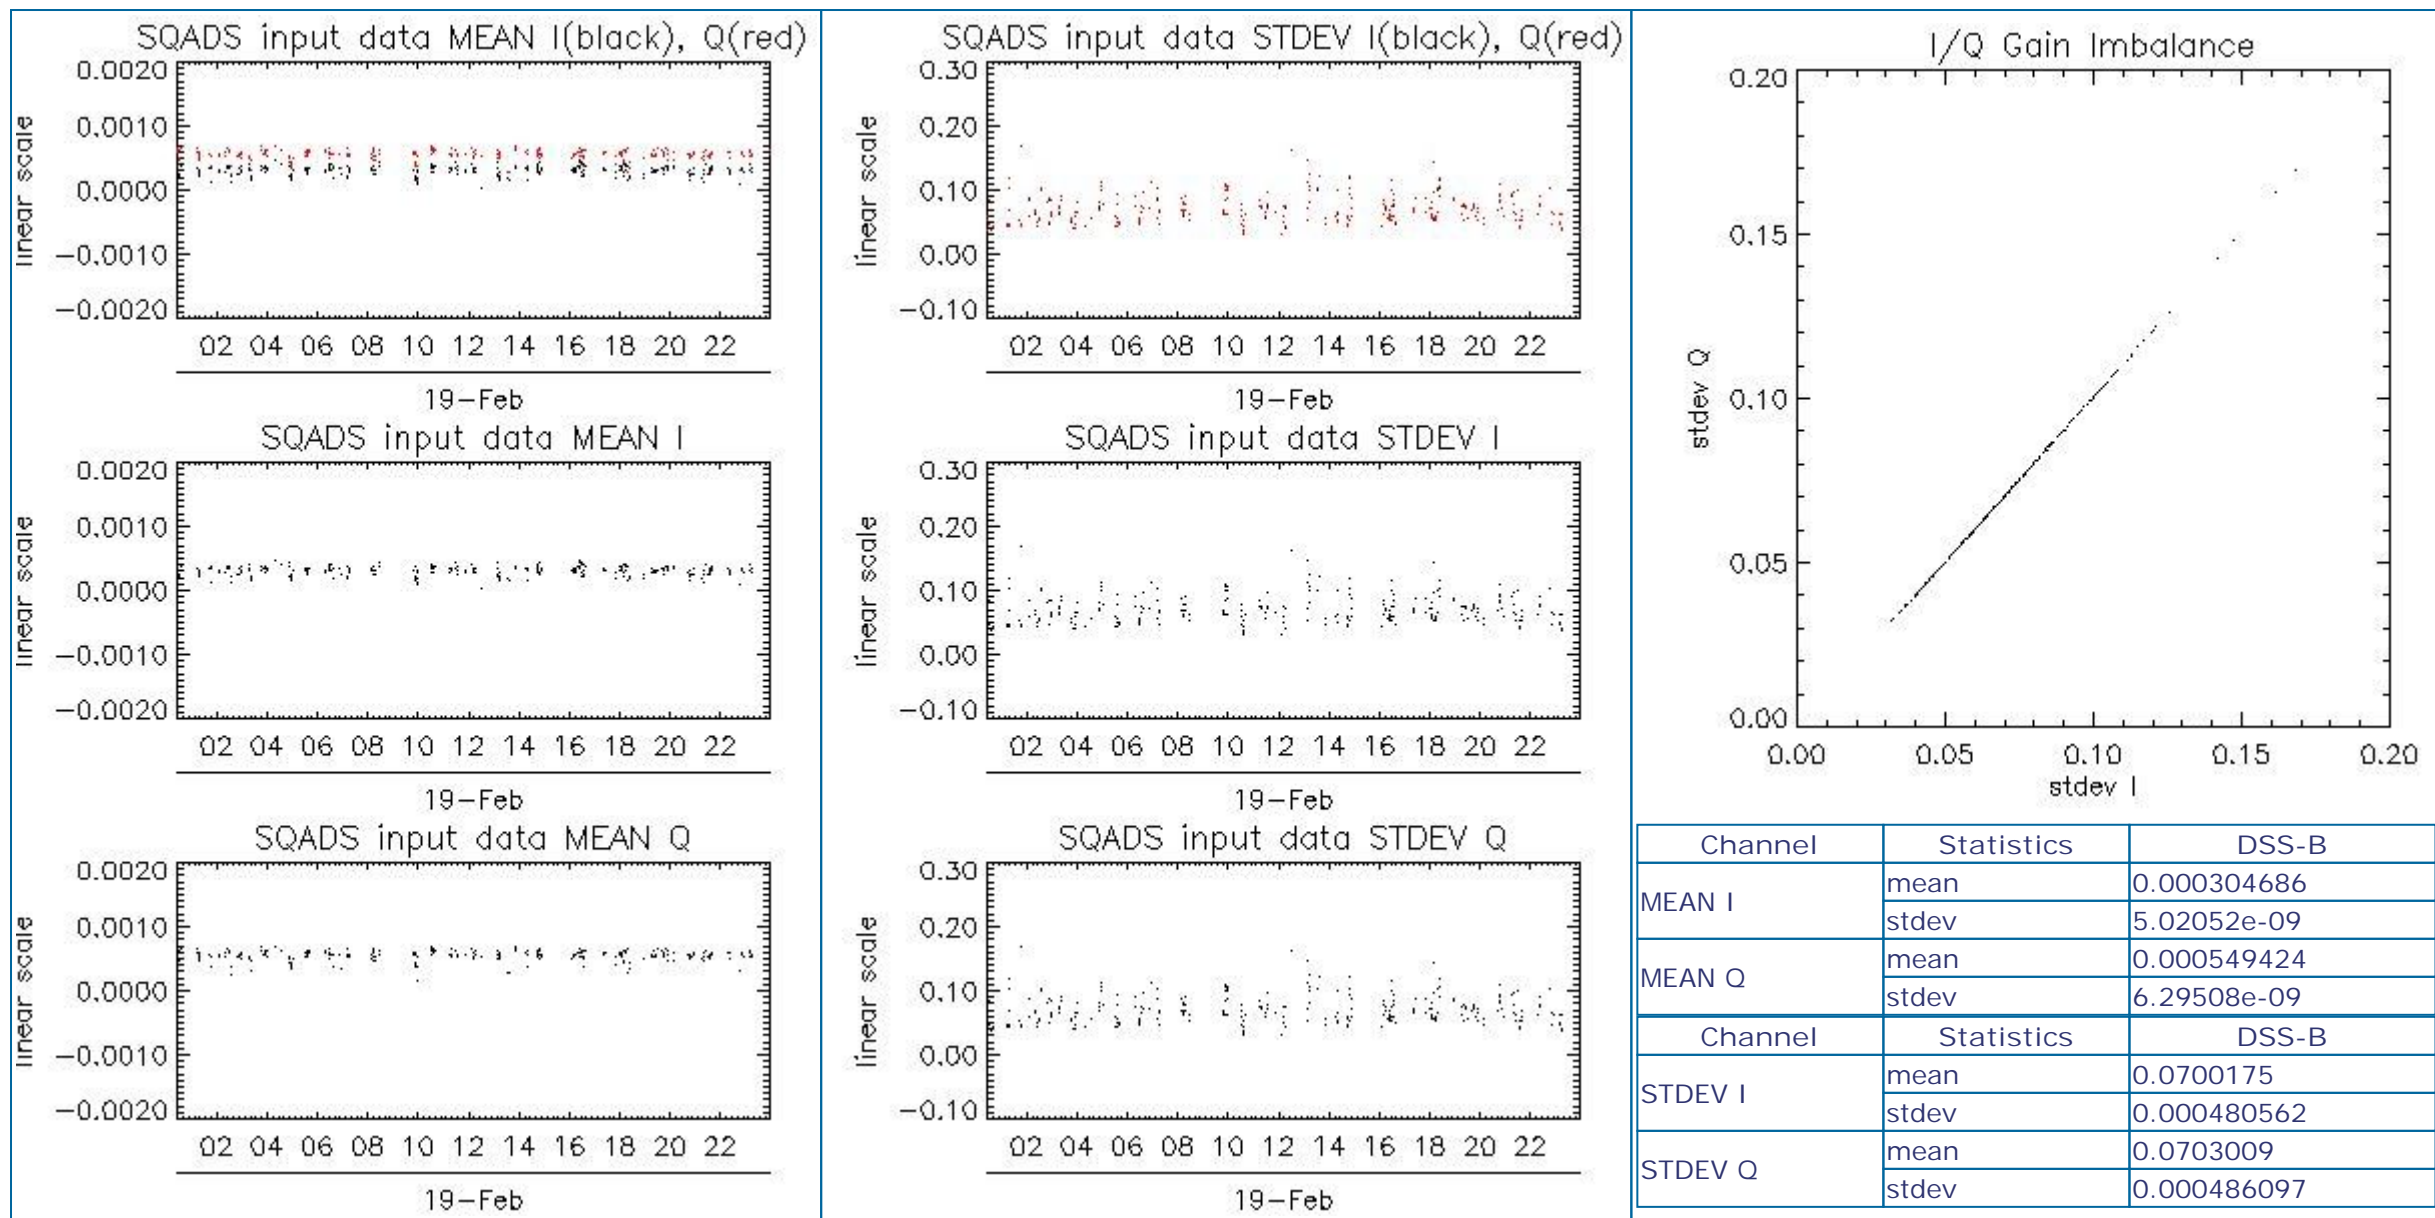 SQADS input data MEAN I(black), Q(red)
linear scale
0.0020
0.0010
0.0000
−0.0010
−0.0020
02 04 06 08 10 12 14 16 18 20 22
19−Feb
SQADS input data MEAN I
linear scale
0.0020
0.0010
0.0000
−0.0010
−0.0020
02 04 06 08 10 12 14 16 18 20 22
19−Feb
SQADS input data MEAN Q
linear scale
0.0020
0.0010
0.0000
−0.0010
−0.0020
02 04 06 08 10 12 14 16 18 20 22
19−Feb
SQADS input data STDEV I(black), Q(red)
linear scale
0.30
0.20
0.10
0.00
−0.10
02 04 06 08 10 12 14 16 18 20 22
19−Feb
SQADS input data STDEV I
linear scale
0.30
0.20
0.10
0.00
−0.10
02 04 06 08 10 12 14 16 18 20 22
19−Feb
SQADS input data STDEV Q
linear scale
0.30
0.20
0.10
0.00
−0.10
02 04 06 08 10 12 14 16 18 20 22
19−Feb
I/Q Gain Imbalance
stdev Q
0.20
0.15
0.10
0.05
0.00
0.00 0.05 0.10 0.15 0.20
stdev I
Channel Statistics DSS-B
MEAN I mean 0.000304686
stdev 5.02052e-09
MEAN Q mean 0.000549424
stdev 6.29508e-09
Channel Statistics DSS-B
STDEV I mean 0.0700175
stdev 0.000480562
STDEV Q mean 0.0703009
stdev 0.000486097